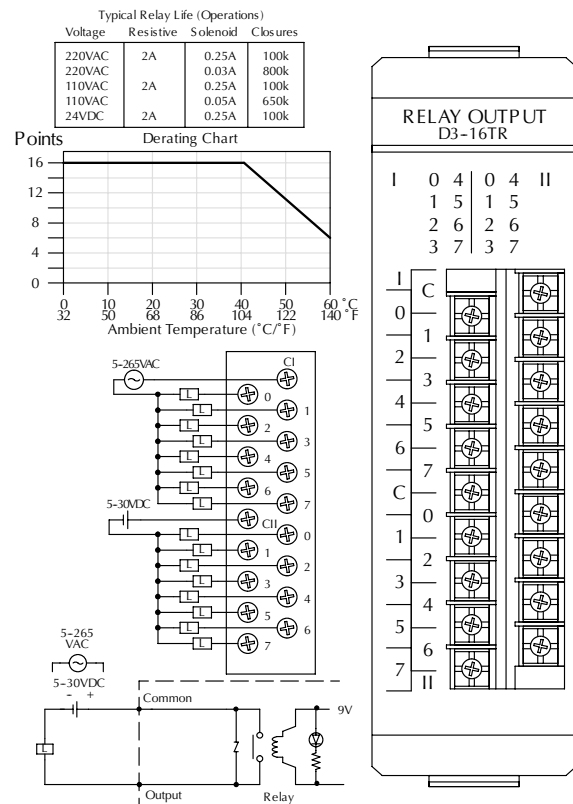 Typical Relay Life (Operations)
Voltage Resistive Solenoid Closures
220VAC 2A 0.25A 100k
220VAC 0.03A 800k
110VAC 2A 0.25A 100k
110VAC 0.05A 650k
24VDC 2A 0.25A 100k
Points Derating Chart
16
12
8
4
0
0 10 20 30 40 50 60˚C
32 50 68 86 104 122 140˚F
Ambient Temperature (˚C/˚F)
5-265VAC
CI
L 0
L 1
L 2
L 3
L 4
L 5
L 6
L 7
5-30VDC
CII
L 0
L 1
L 2
L 3
L 4
L 5
L 6
L 7
5-265
VAC
5-30VDC
- +
L
Common
Output
Relay
9V
RELAY OUTPUT
D3-16TR
I 0 4 0 4 II
1 5 1 5
2 6 2 6
3 7 3 7
I
C
0
1
2
3
4
5
6
7
C
0
1
2
3
4
5
6
7
II